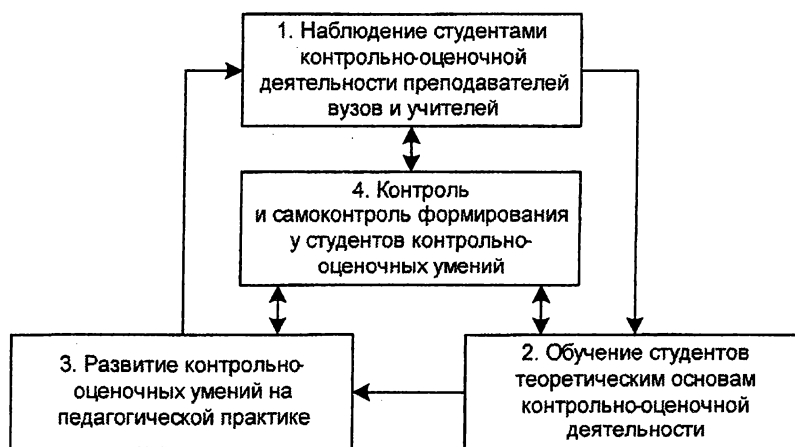 1. Наблюдение студентами
контрольно-оценочной
деятельности преподавателей
вузов и учителей
4. Контроль
и самоконтроль формирования
у студентов контрольно-
оценочных умений
3. Развитие контрольно-
оценочных умений на
педагогической практике
2. Обучение студентов
теоретическим основам
контрольно-оценочной
деятельности